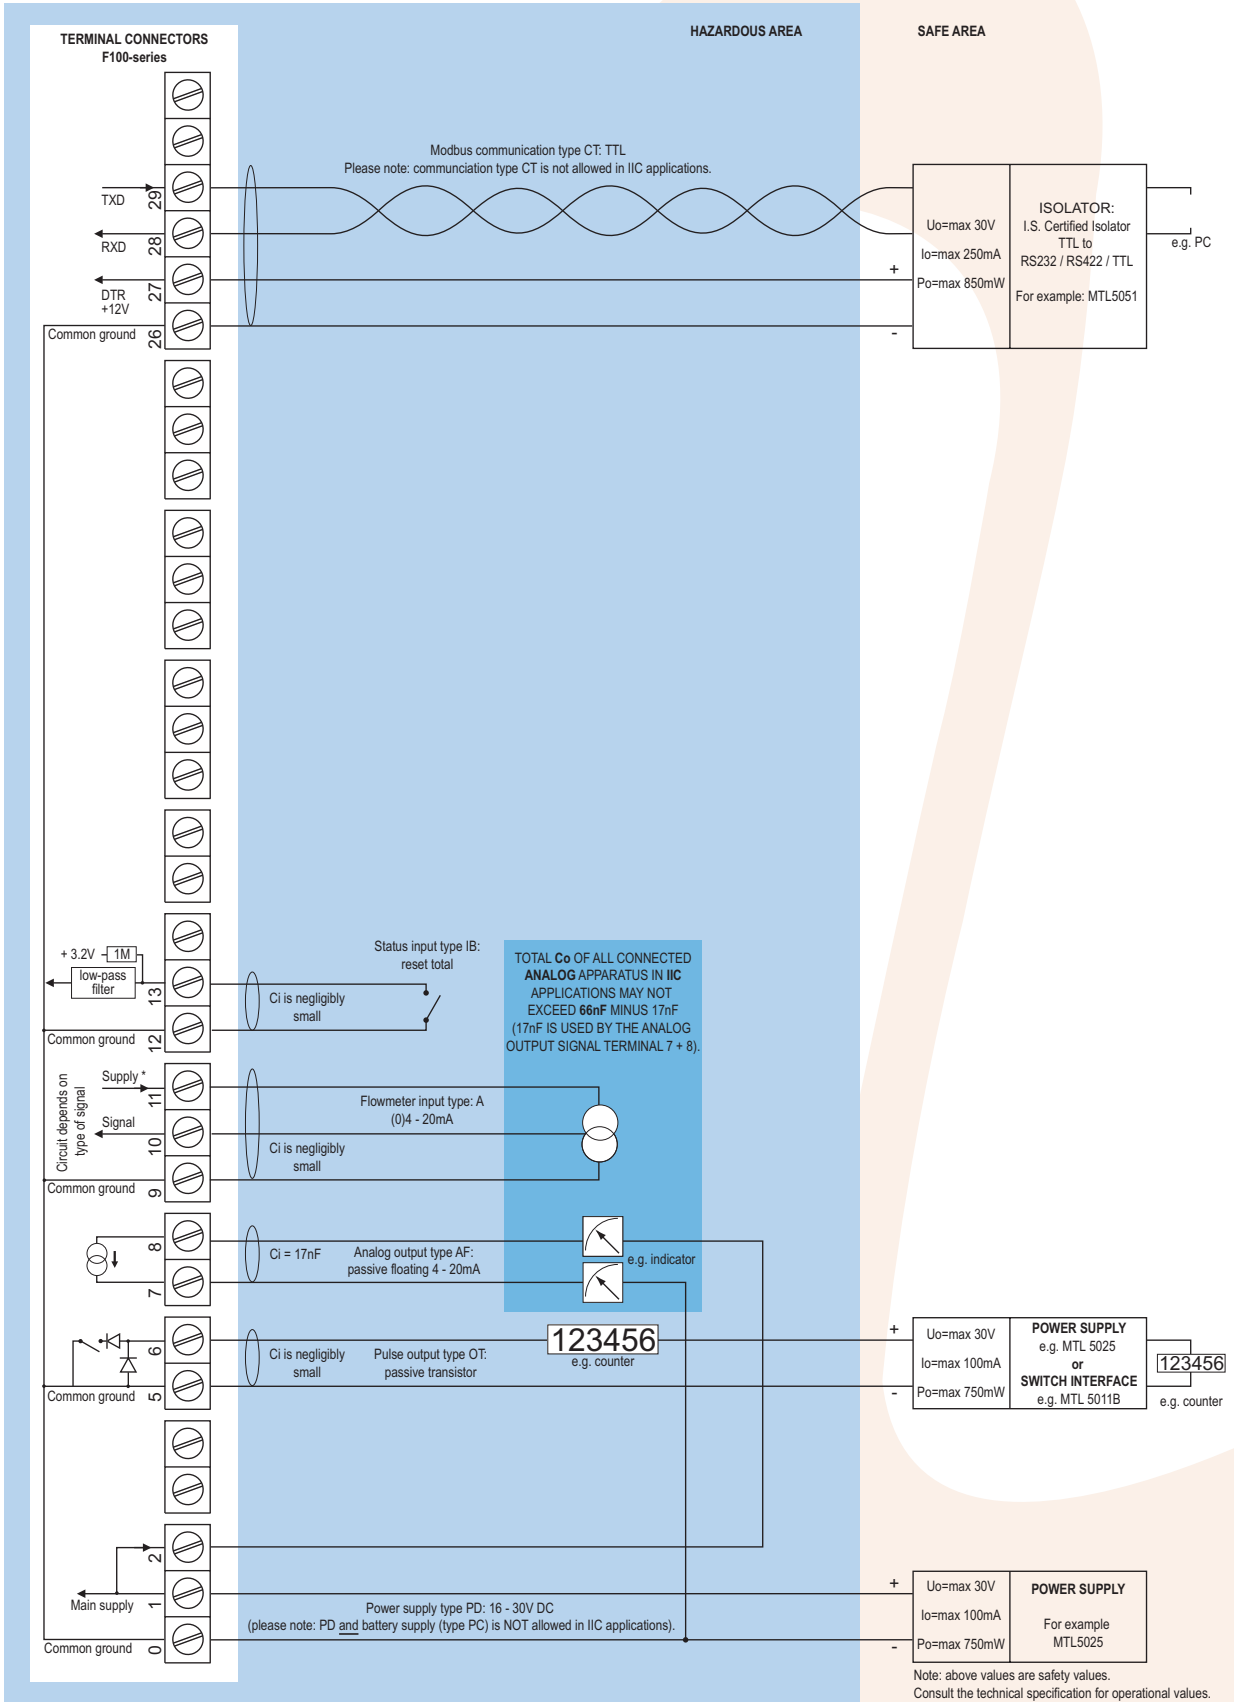 TERMINAL CONNECTORS
F100-series
HAZARDOUS AREA
SAFE AREA
Modbus communication type CT: TTL
Please note: communciation type CT is not allowed in IIC applications.
TXD
29
RXD
28
DTR
+12V
27
Common ground
26
+
-
Uo=max 30V
Io=max 250mA
Po=max 850mW
ISOLATOR:
I.S. Certified Isolator
TTL to
RS232 / RS422 / TTL
For example: MTL5051
e.g. PC
+ 3.2V
1M
low-pass
filter
13
Common ground
12
Ci is negligibly
small
Status input type IB:
reset total
TOTAL Co OF ALL CONNECTED
ANALOG APPARATUS IN IIC
APPLICATIONS MAY NOT
EXCEED 66nF MINUS 17nF
(17nF IS USED BY THE ANALOG
OUTPUT SIGNAL TERMINAL 7 + 8).
Circuit depends on
type of signal
Supply *
11
Signal
10
Common ground
9
Flowmeter input type: A
(0)4 - 20mA
Ci is negligibly
small
8
7
Ci = 17nF
Analog output type AF:
passive floating 4 - 20mA
e.g. indicator
6
Common ground
5
Ci is negligibly
small
Pulse output type OT:
passive transistor
123456
e.g. counter
+
-
Uo=max 30V
Io=max 100mA
Po=max 750mW
POWER SUPPLY
e.g. MTL 5025
or
SWITCH INTERFACE
e.g. MTL 5011B
123456
e.g. counter
2
Main supply
1
Common ground
0
Power supply type PD: 16 - 30V DC
(please note: PD and battery supply (type PC) is NOT allowed in IIC applications).
+
-
Uo=max 30V
Io=max 100mA
Po=max 750mW
POWER SUPPLY
For example
MTL5025
Note: above values are safety values.
Consult the technical specification for operational values.